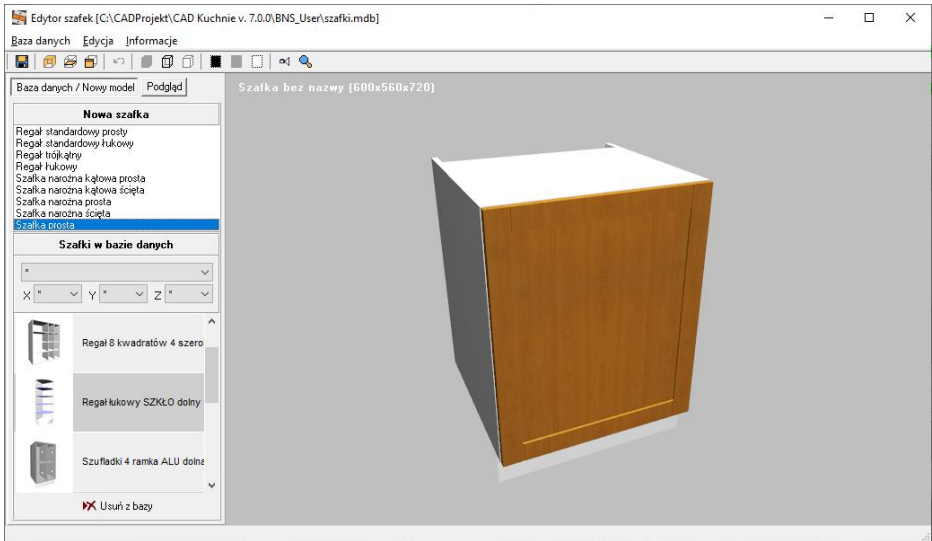 Edytor szafek [C:\CADProjekt\CAD Kuchnie v. 7.0.0\BNS_User\szafki.mdb]
Baza danych Edycja Informacje
Baza danych / Nowy model Podgląd
Szafka bez nazwy (600x560x720)
Nowa szafka
Regał standardowy prosty
Regał standardowy łukowy
Regał trójkątny
Regał łukowy
Szafka narożna kątowa prosta
Szafka narożna kątowa ścięta
Szafka narożna prosta
Szafka narożna ścięta
Szafka prosta
Szafki w bazie danych
*
X * Y * Z *
Regał 8 kwadratów 4 szero
Regał łukowy SZKŁO dolny
Szufladki 4 ramka ALU dolna
Usuń z bazy